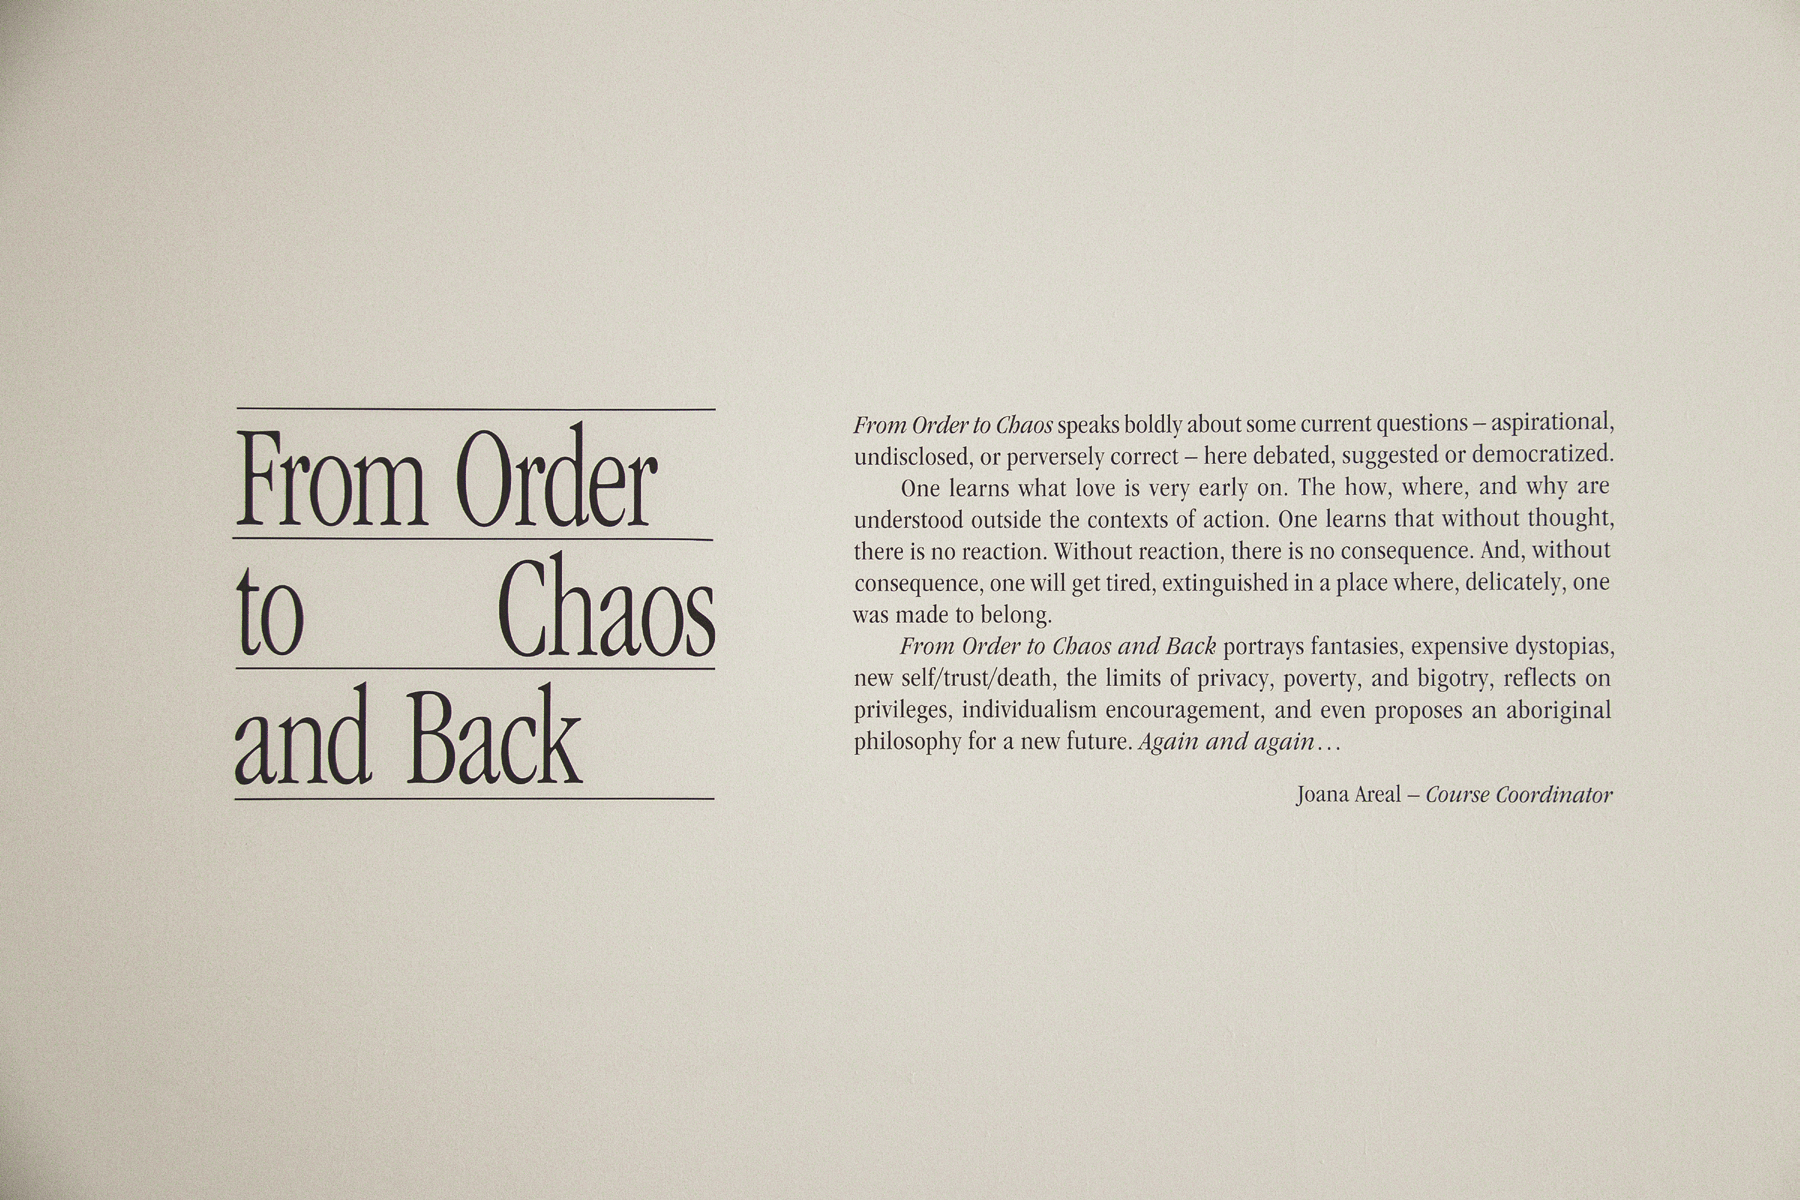 From Order
to Chaos
and Back
From Order to Chaos speaks boldly about some current questions – aspirational,
undisclosed, or perversely correct – here debated, suggested or democratized.
One learns what love is very early on. The how, where, and why are
understood outside the contexts of action. One learns that without thought,
there is no reaction. Without reaction, there is no consequence. And, without
consequence, one will get tired, extinguished in a place where, delicately, one
was made to belong.
From Order to Chaos and Back portrays fantasies, expensive dystopias,
new self/trust/death, the limits of privacy, poverty, and bigotry, reflects on
privileges, individualism encouragement, and even proposes an aboriginal
philosophy for a new future. Again and again...
Joana Areal – Course Coordinator